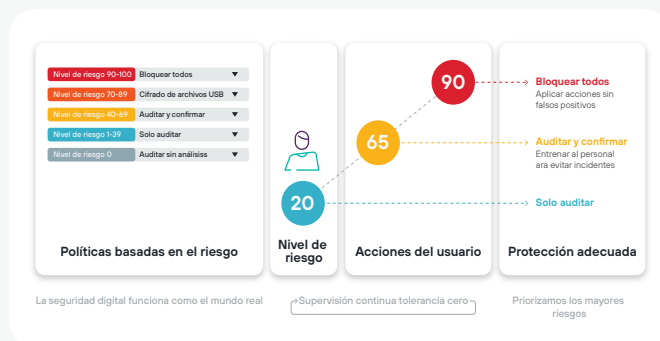 Nivel de riesgo 90-100 Bloquear todos
Nivel de riesgo 70-89 Cifrado de archivos USB
Nivel de riesgo 40-69 Auditar y confirmar
Nivel de riesgo 1-39 Solo auditar
Nivel de riesgo 0 Auditar sin análisiss
Políticas basadas en el riesgo
20
Nivel de
riesgo
65
90
Acciones del usuario
Bloquear todos
Aplicar acciones sin
falsos positivos
Auditar y confirmar
Entrenar al personal
ara evitar incidentes
Solo auditar
Protección adecuada
La seguridad digital funciona como el mundo real
Supervisión continua tolerancia cero
Priorizamos los mayores
riesgos